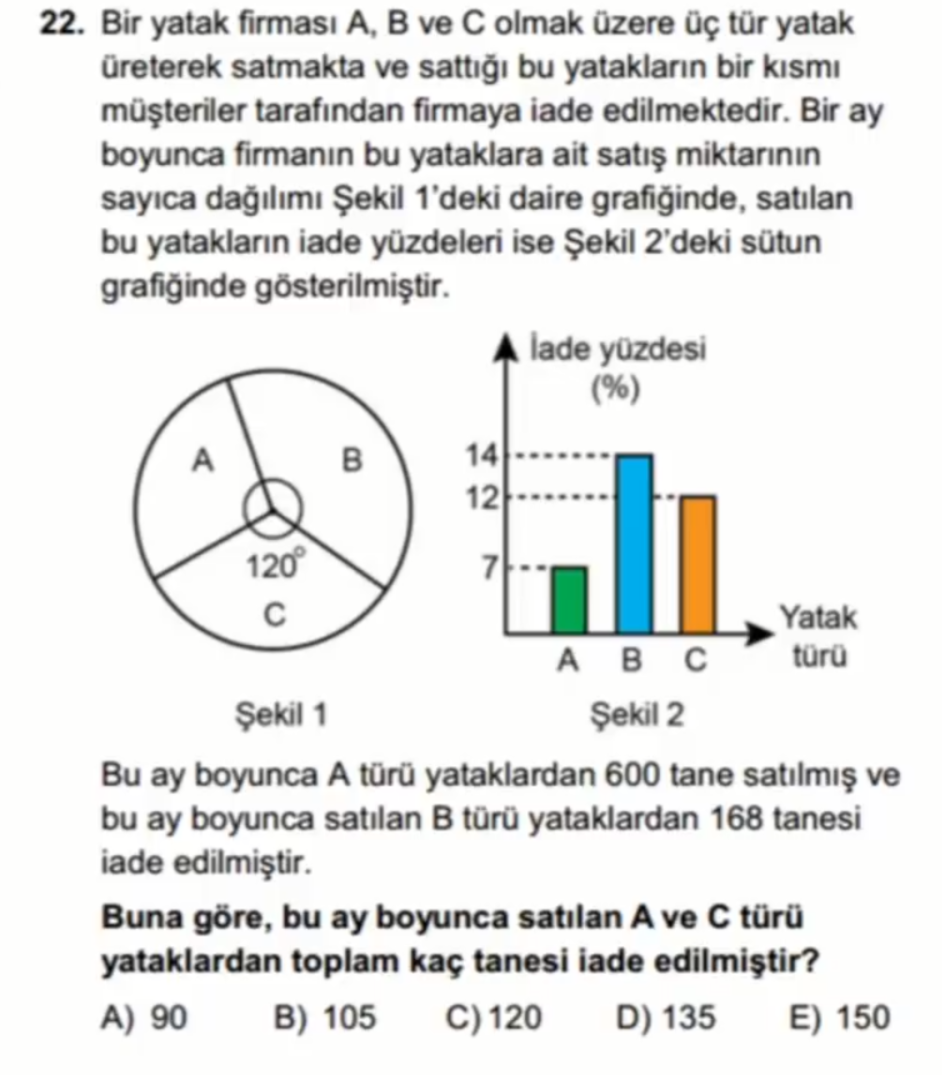 22. Bir yatak firması A, B ve C olmak üzere üç tür yatak
üreterek satmakta ve sattığı bu yatakların bir kısmı
müşteriler tarafından firmaya iade edilmektedir. Bir ay
boyunca firmanın bu yataklara ait satış miktarının
sayıca dağılımı Şekil 1'deki daire grafiğinde, satılan
bu yatakların iade yüzdeleri ise Şekil 2'deki sütun
grafiğinde gösterilmiştir.
A
B
120°
C
Şekil 1
İade yüzdesi
(%)
14
12
7
A B C
Yatak
türü
Şekil 2
Bu ay boyunca A türü yataklardan 600 tane satılmış ve
bu ay boyunca satılan B türü yataklardan 168 tanesi
iade edilmiştir.
Buna göre, bu ay boyunca satılan A ve C türü
yataklardan toplam kaç tanesi iade edilmiştir?
A) 90 B) 105 C) 120 D) 135 E) 150